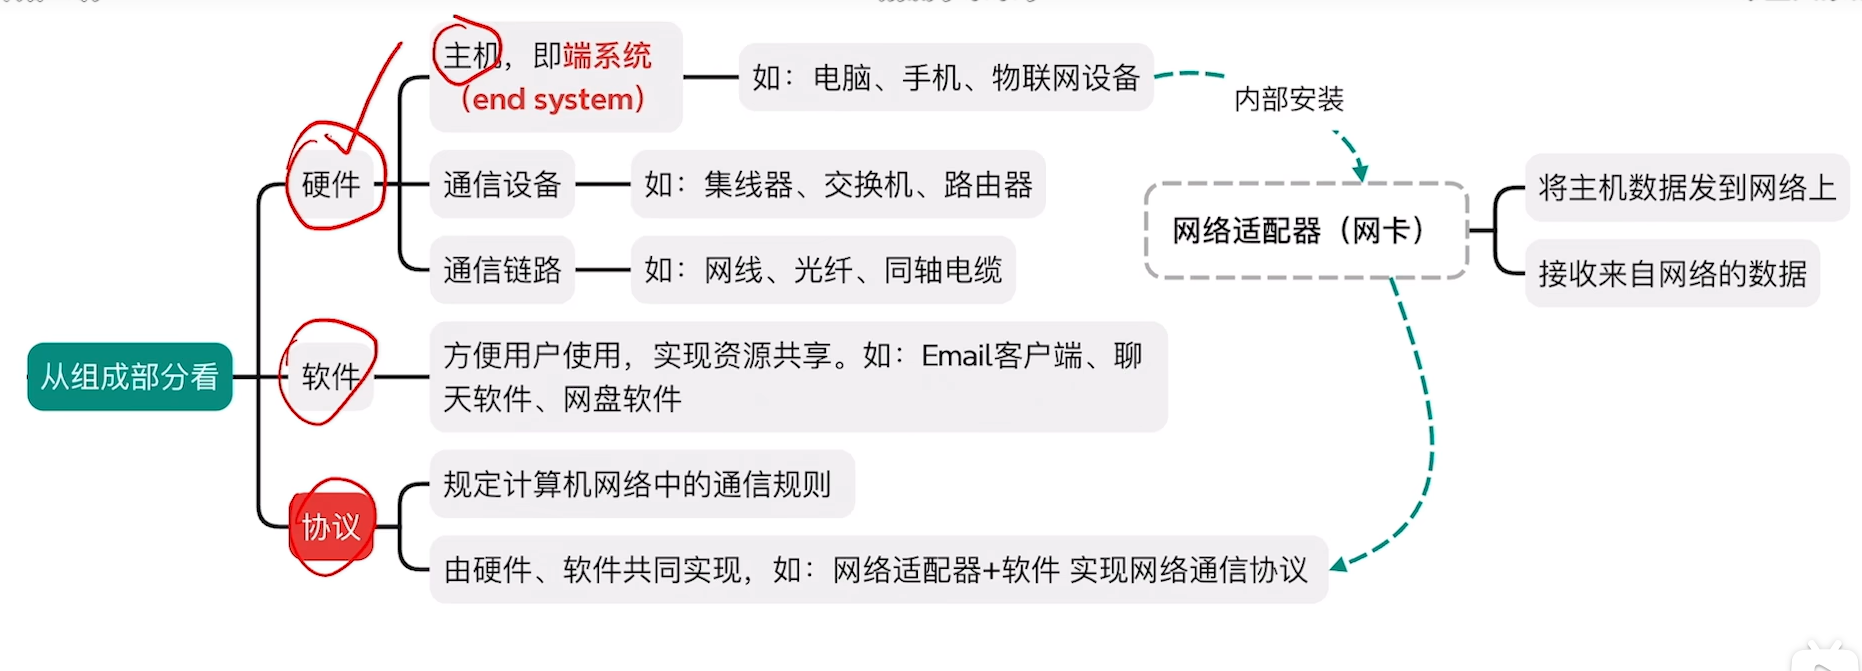 主机，即端系统
（end system）
如：电脑、手机、物联网设备
内部安装
硬件
通信设备
如：集线器、交换机、路由器
网络适配器（网卡）
将主机数据发到网络上
接收来自网络的数据
通信链路
如：网线、光纤、同轴电缆
从组成部分看
软件
方便用户使用，实现资源共享。如：Email客户端、聊
天软件、网盘软件
协议
规定计算机网络中的通信规则
由硬件、软件共同实现，如：网络适配器+软件 实现网络通信协议